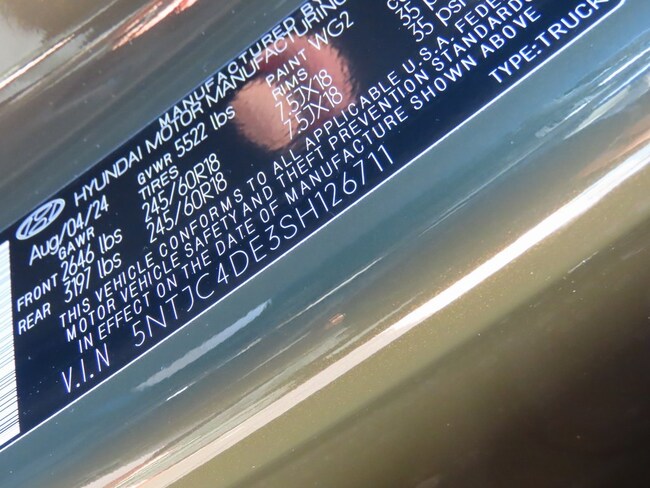 MANUFACTURED BY
HYUNDAI MOTOR MANUFACTURING
Aug/04/24 GVWR 5522 lbs PAINT WG2
GAWR TIRES RIMS
FRONT 2646 lbs 245/60R18 7.5JX18 35
REAR 3197 lbs 245/60R18 7.5JX18 35 psi
THIS VEHICLE CONFORMS TO ALL APPLICABLE U.S.A. FEDE
MOTOR VEHICLE SAFETY AND THEFT PREVENTION STANDARDS
IN EFFECT ON THE DATE OF MANUFACTURE SHOWN ABOVE
V.I.N 5NTJC4DE3SH126711 TYPE:TRUCK